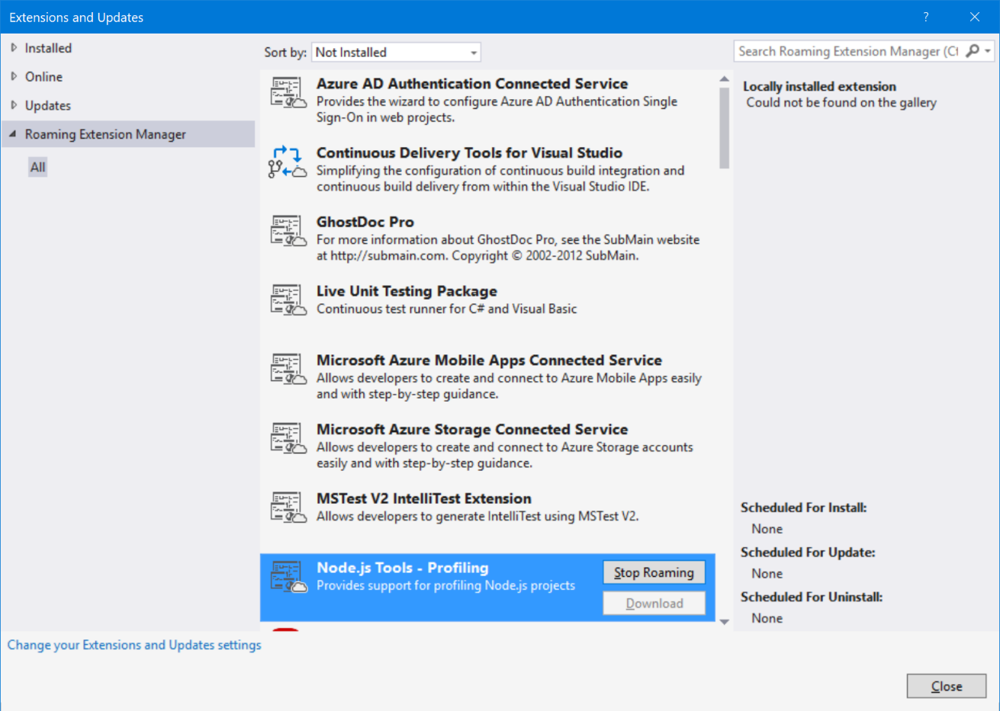 Extensions and Updates
?
Installed
Online
Updates
Roaming Extension Manager
All
Sort by: Not Installed
Azure AD Authentication Connected Service
Provides the wizard to configure Azure AD Authentication Single
Sign-On in web projects.
Continuous Delivery Tools for Visual Studio
Simplifying the configuration of continuous build integration and
continuous build delivery from within the Visual Studio IDE.
GhostDoc Pro
For more information about GhostDoc Pro, see the SubMain website
at http://submain.com. Copyright © 2002-2012 SubMain.
Live Unit Testing Package
Continuous test runner for C# and Visual Basic
Microsoft Azure Mobile Apps Connected Service
Allows developers to create and connect to Azure Mobile Apps easily
and with step-by-step guidance.
Microsoft Azure Storage Connected Service
Allows developers to create and connect to Azure Storage accounts
easily and with step-by-step guidance.
MSTest V2 IntelliTest Extension
Allows developers to generate IntelliTest using MSTest V2.
Node.js Tools - Profiling
Provides support for profiling Node.js projects
Stop Roaming
Download
Search Roaming Extension Manager (Ct
Locally installed extension
Could not be found on the gallery
Scheduled For Install:
None
Scheduled For Update:
None
Scheduled For Uninstall:
None
Change your Extensions and Updates settings
Close